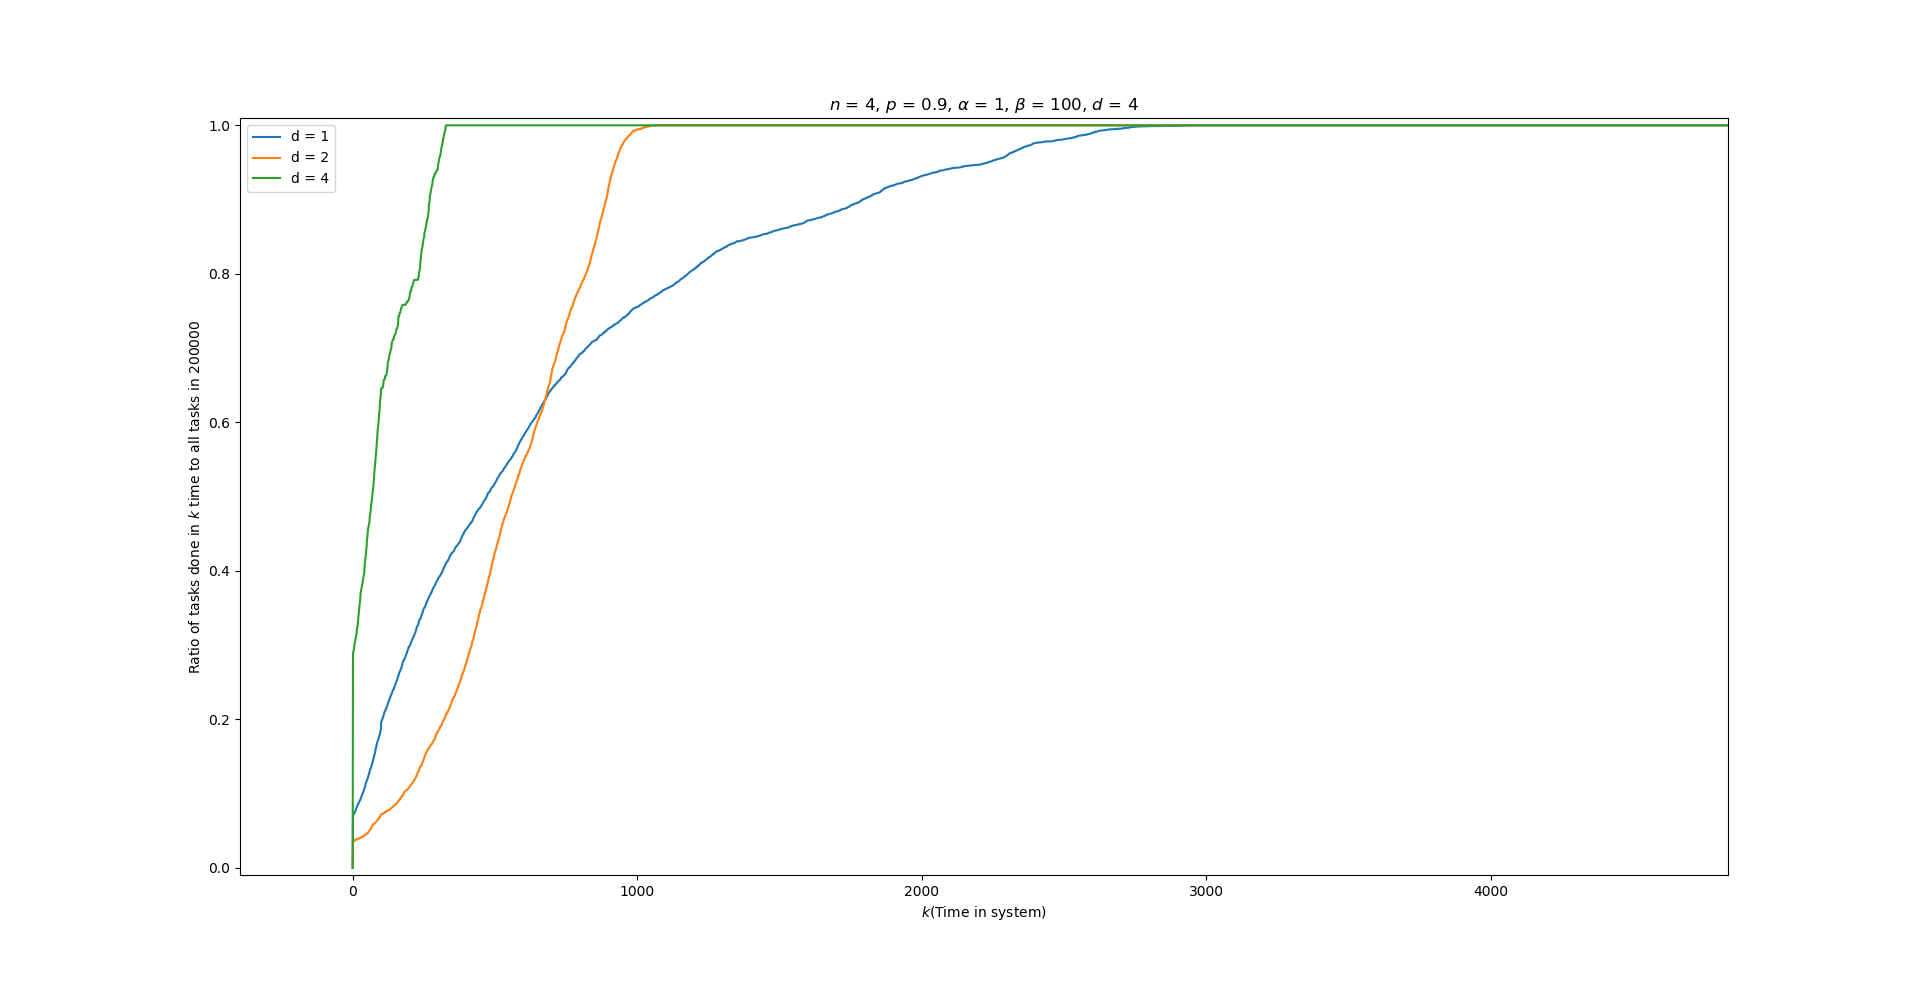 n = 4, p = 0.9, α = 1, β = 100, d = 4
d = 1
d = 2
d = 4
Ratio of tasks done in k time to all tasks in 200000
1.0
0.8
0.6
0.4
0.2
0.0
0 1000 2000 3000 4000
k(Time in system)